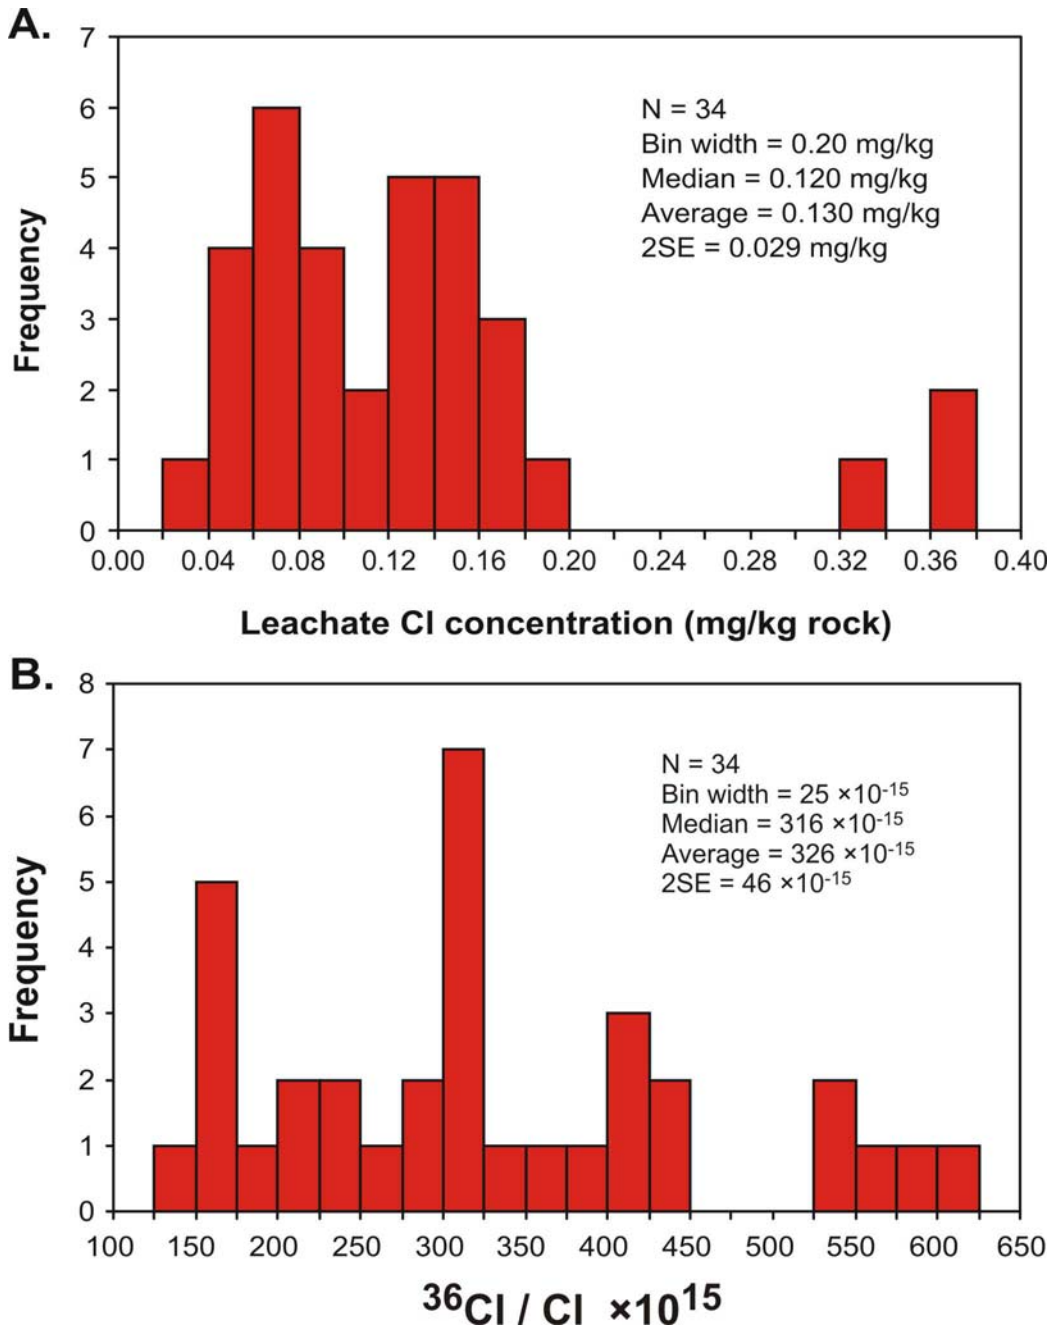 A.
7
6
5
4
3
2
1
0
Frequency
N = 34
Bin width = 0.20 mg/kg
Median = 0.120 mg/kg
Average = 0.130 mg/kg
2SE = 0.029 mg/kg
0.00 0.04 0.08 0.12 0.16 0.20 0.24 0.28 0.32 0.36 0.40
Leachate Cl concentration (mg/kg rock)
B.
8
7
6
5
4
3
2
1
0
Frequency
N = 34
Bin width = 25 ×10⁻¹⁵
Median = 316 ×10⁻¹⁵
Average = 326 ×10⁻¹⁵
2SE = 46 ×10⁻¹⁵
100 150 200 250 300 350 400 450 500 550 600 650
³⁶Cl / Cl ×10¹⁵